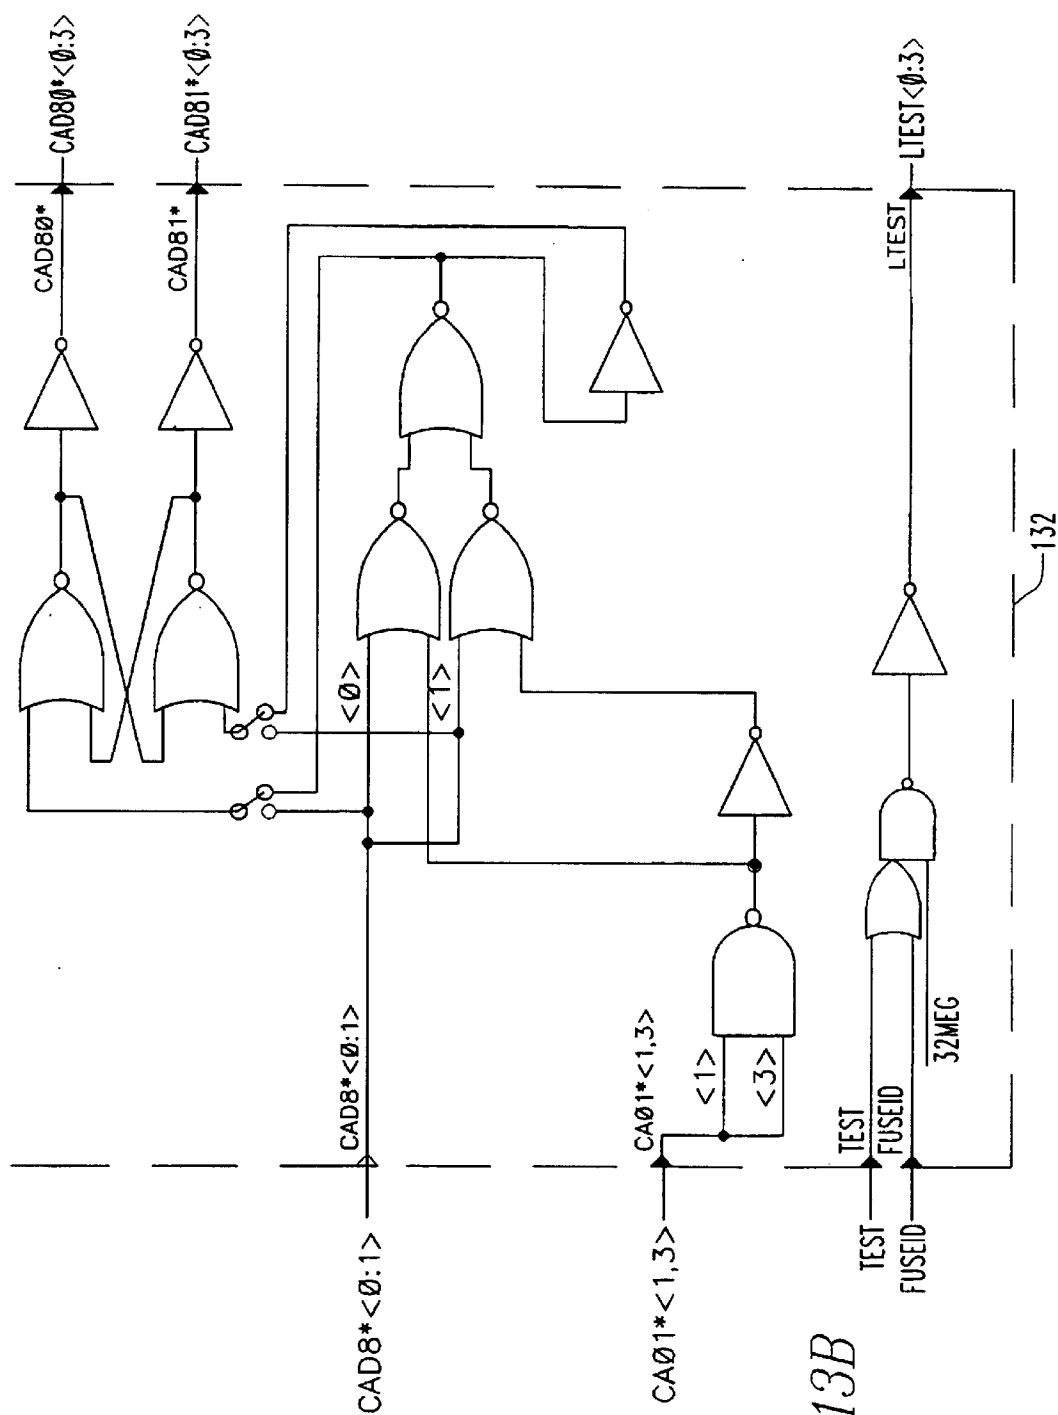 CAD80*<Ø:3>
CAD81*<Ø:3>
LTEST<Ø:3>
CAD80*
CAD81*
LTEST
<Ø>
<1>
CAD8*<Ø:1>
CAØ1*<1,3>
<1>
<3>
32MEG
TEST
FUSEID
CAD8*<Ø:1>
CAØ1*<1,3>
TEST
FUSEID
132
13B